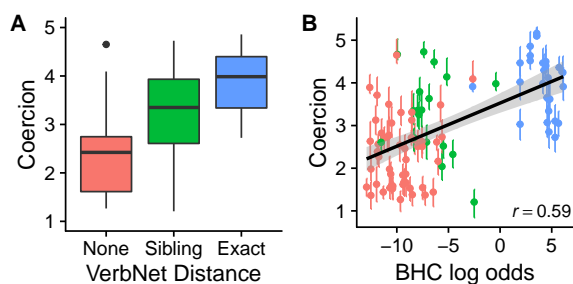 A
Coercion
5
4
3
2
1
None Sibling Exact
VerbNet Distance
B
Coercion
5
4
3
2
1
r = 0.59
−10 −5 0 5
BHC log odds